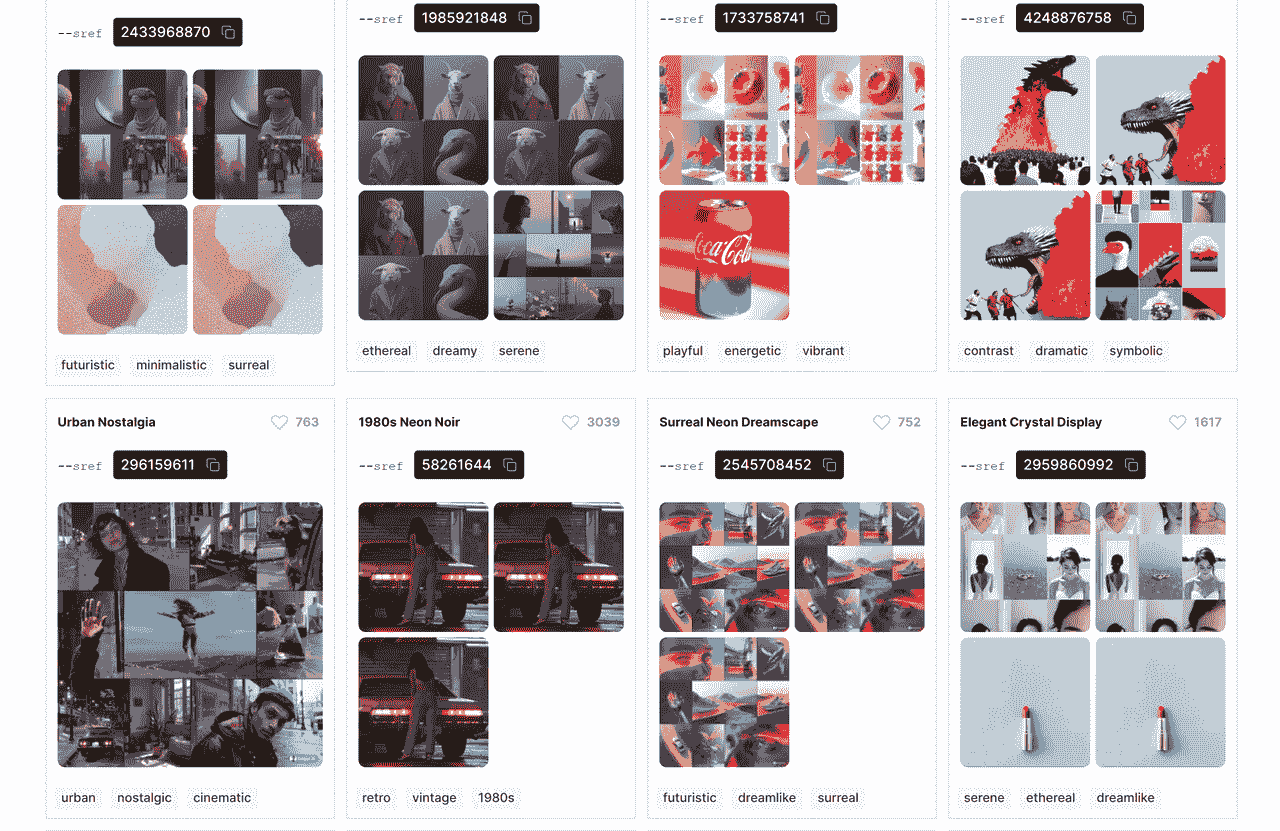 --sref 2433968870
--sref 1985921848
--sref 1733758741
--sref 4248876758
Coca-Cola
futuristic minimalistic surreal
ethereal dreamy serene
playful energetic vibrant
contrast dramatic symbolic
Urban Nostalgia 763
--sref 296159611
urban nostalgic cinematic
1980s Neon Noir 3039
--sref 58261644
retro vintage 1980s
Surreal Neon Dreamscape 752
--sref 2545708452
futuristic dreamlike surreal
Elegant Crystal Display 1617
--sref 2959860992
serene ethereal dreamlike